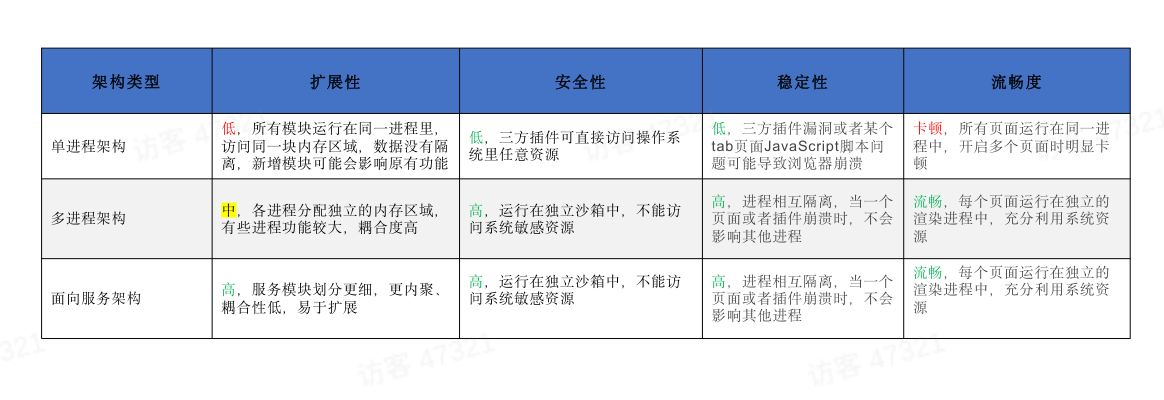 架构类型
扩展性
安全性
稳定性
流畅度
单进程架构
低，所有模块运行在同一进程里，
访问同一块内存区域，数据没有隔
离，新增模块可能会影响原有功能
低，三方插件可直接访问操作系
统里任意资源
低，三方插件漏洞或者某个
tab页面JavaScript脚本问
题可能导致浏览器崩溃
卡顿，所有页面运行在同一进
程中，开启多个页面时明显卡
顿
多进程架构
中，各进程分配独立的内存区域，
有些进程功能较大，耦合度高
高，运行在独立沙箱中，不能访
问系统敏感资源
高，进程相互隔离，当一个
页面或者插件崩溃时，不会
影响其他进程
流畅，每个页面运行在独立的
渲染进程中，充分利用系统资
源
面向服务架构
高，服务模块划分更细，更内聚、
耦合性低，易于扩展
高，运行在独立沙箱中，不能访
问系统敏感资源
高，进程相互隔离，当一个
页面或者插件崩溃时，不会
影响其他进程
流畅，每个页面运行在独立的
渲染进程中，充分利用系统资
源
访客 47321
访客 47321
访客 47321
47321
访客 47321
访客 47321